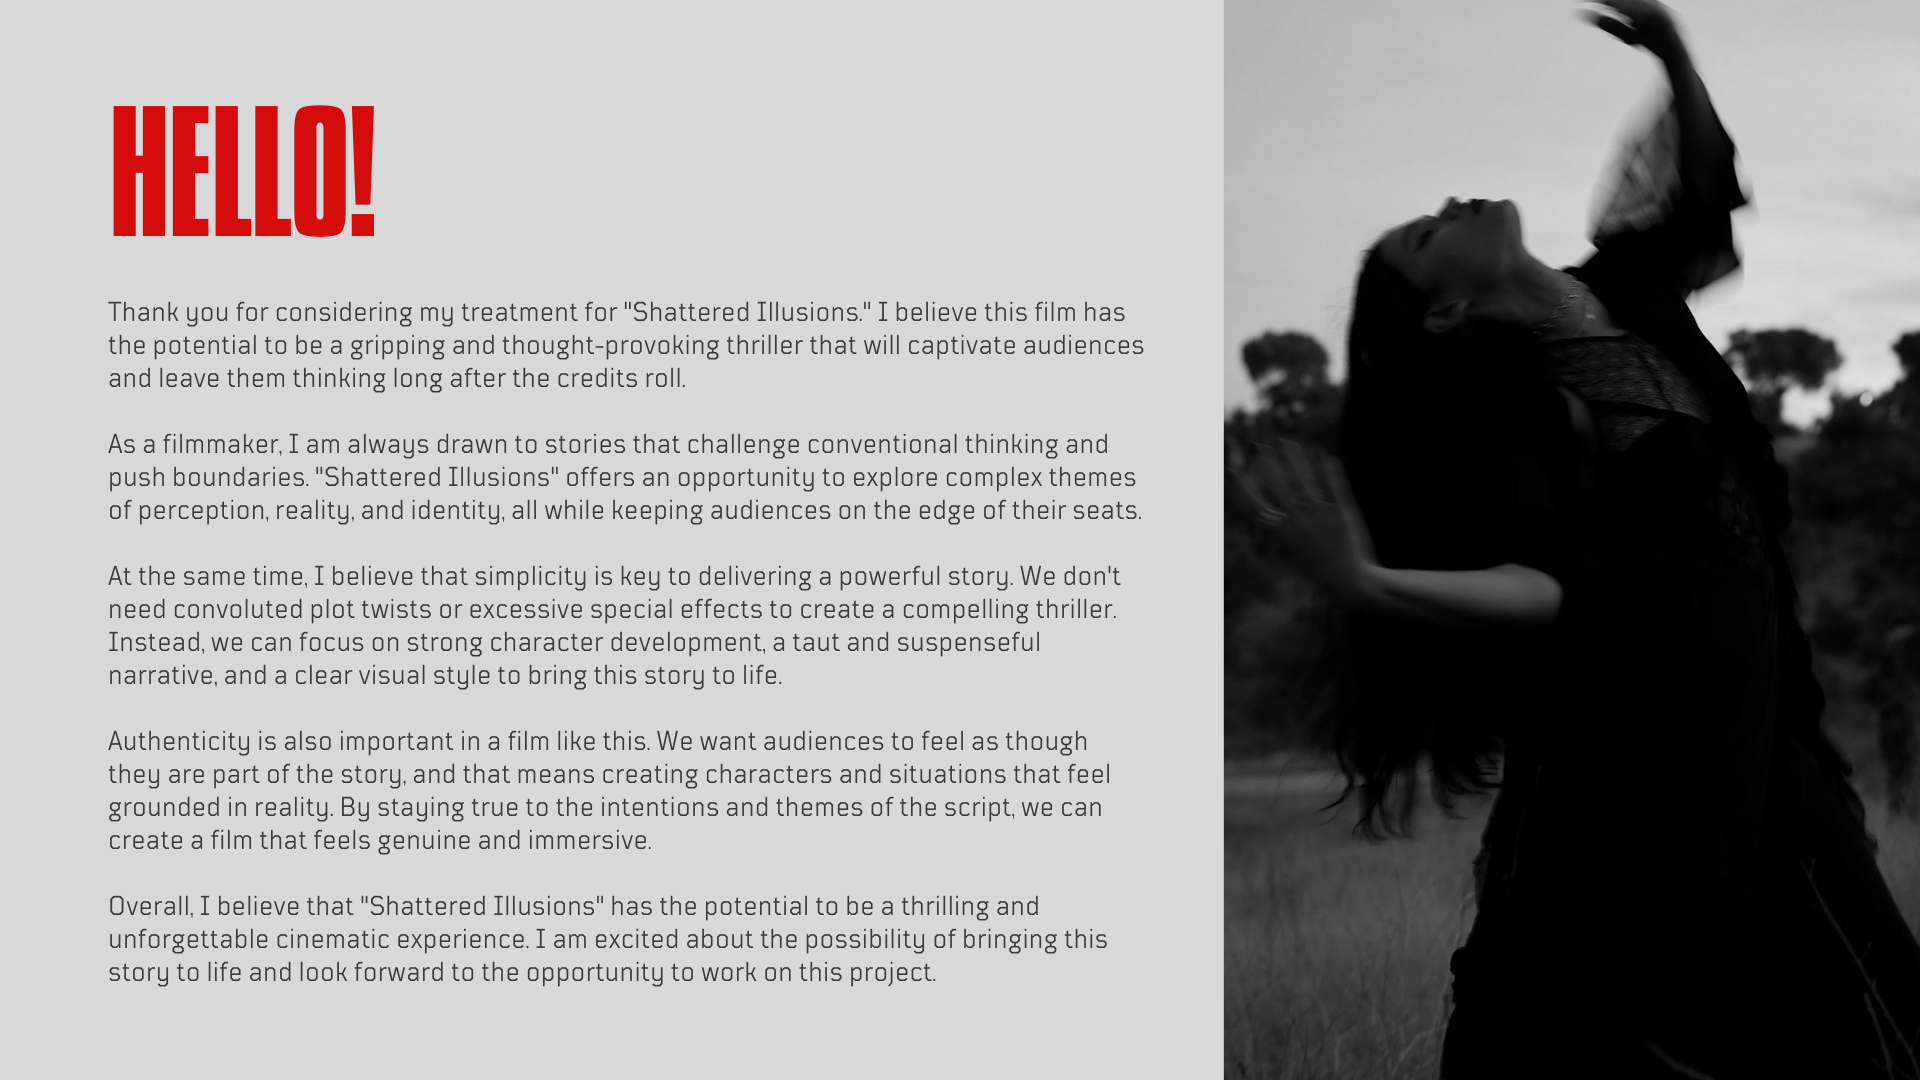 HELLO!
Thank you for considering my treatment for "Shattered Illusions." I believe this film has
the potential to be a gripping and thought-provoking thriller that will captivate audiences
and leave them thinking long after the credits roll.
As a filmmaker, I am always drawn to stories that challenge conventional thinking and
push boundaries. "Shattered Illusions" offers an opportunity to explore complex themes
of perception, reality, and identity, all while keeping audiences on the edge of their seats.
At the same time, I believe that simplicity is key to delivering a powerful story. We don't
need convoluted plot twists or excessive special effects to create a compelling thriller.
Instead, we can focus on strong character development, a taut and suspenseful
narrative, and a clear visual style to bring this story to life.
Authenticity is also important in a film like this. We want audiences to feel as though
they are part of the story, and that means creating characters and situations that feel
grounded in reality. By staying true to the intentions and themes of the script, we can
create a film that feels genuine and immersive.
Overall, I believe that "Shattered Illusions" has the potential to be a thrilling and
unforgettable cinematic experience. I am excited about the possibility of bringing this
story to life and look forward to the opportunity to work on this project.